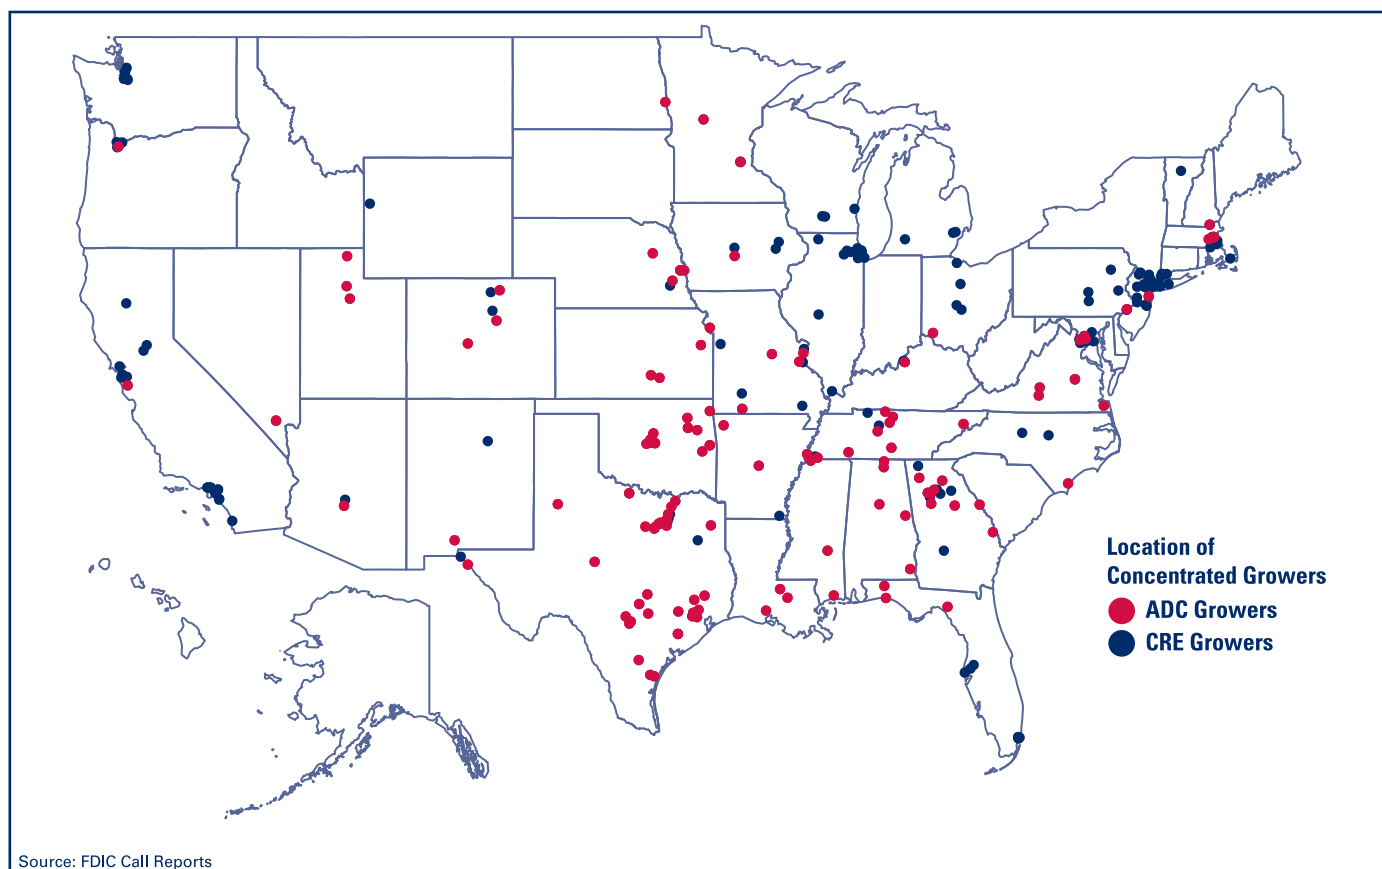 Location of
Concentrated Growers
ADC Growers
CRE Growers
Source: FDIC Call Reports